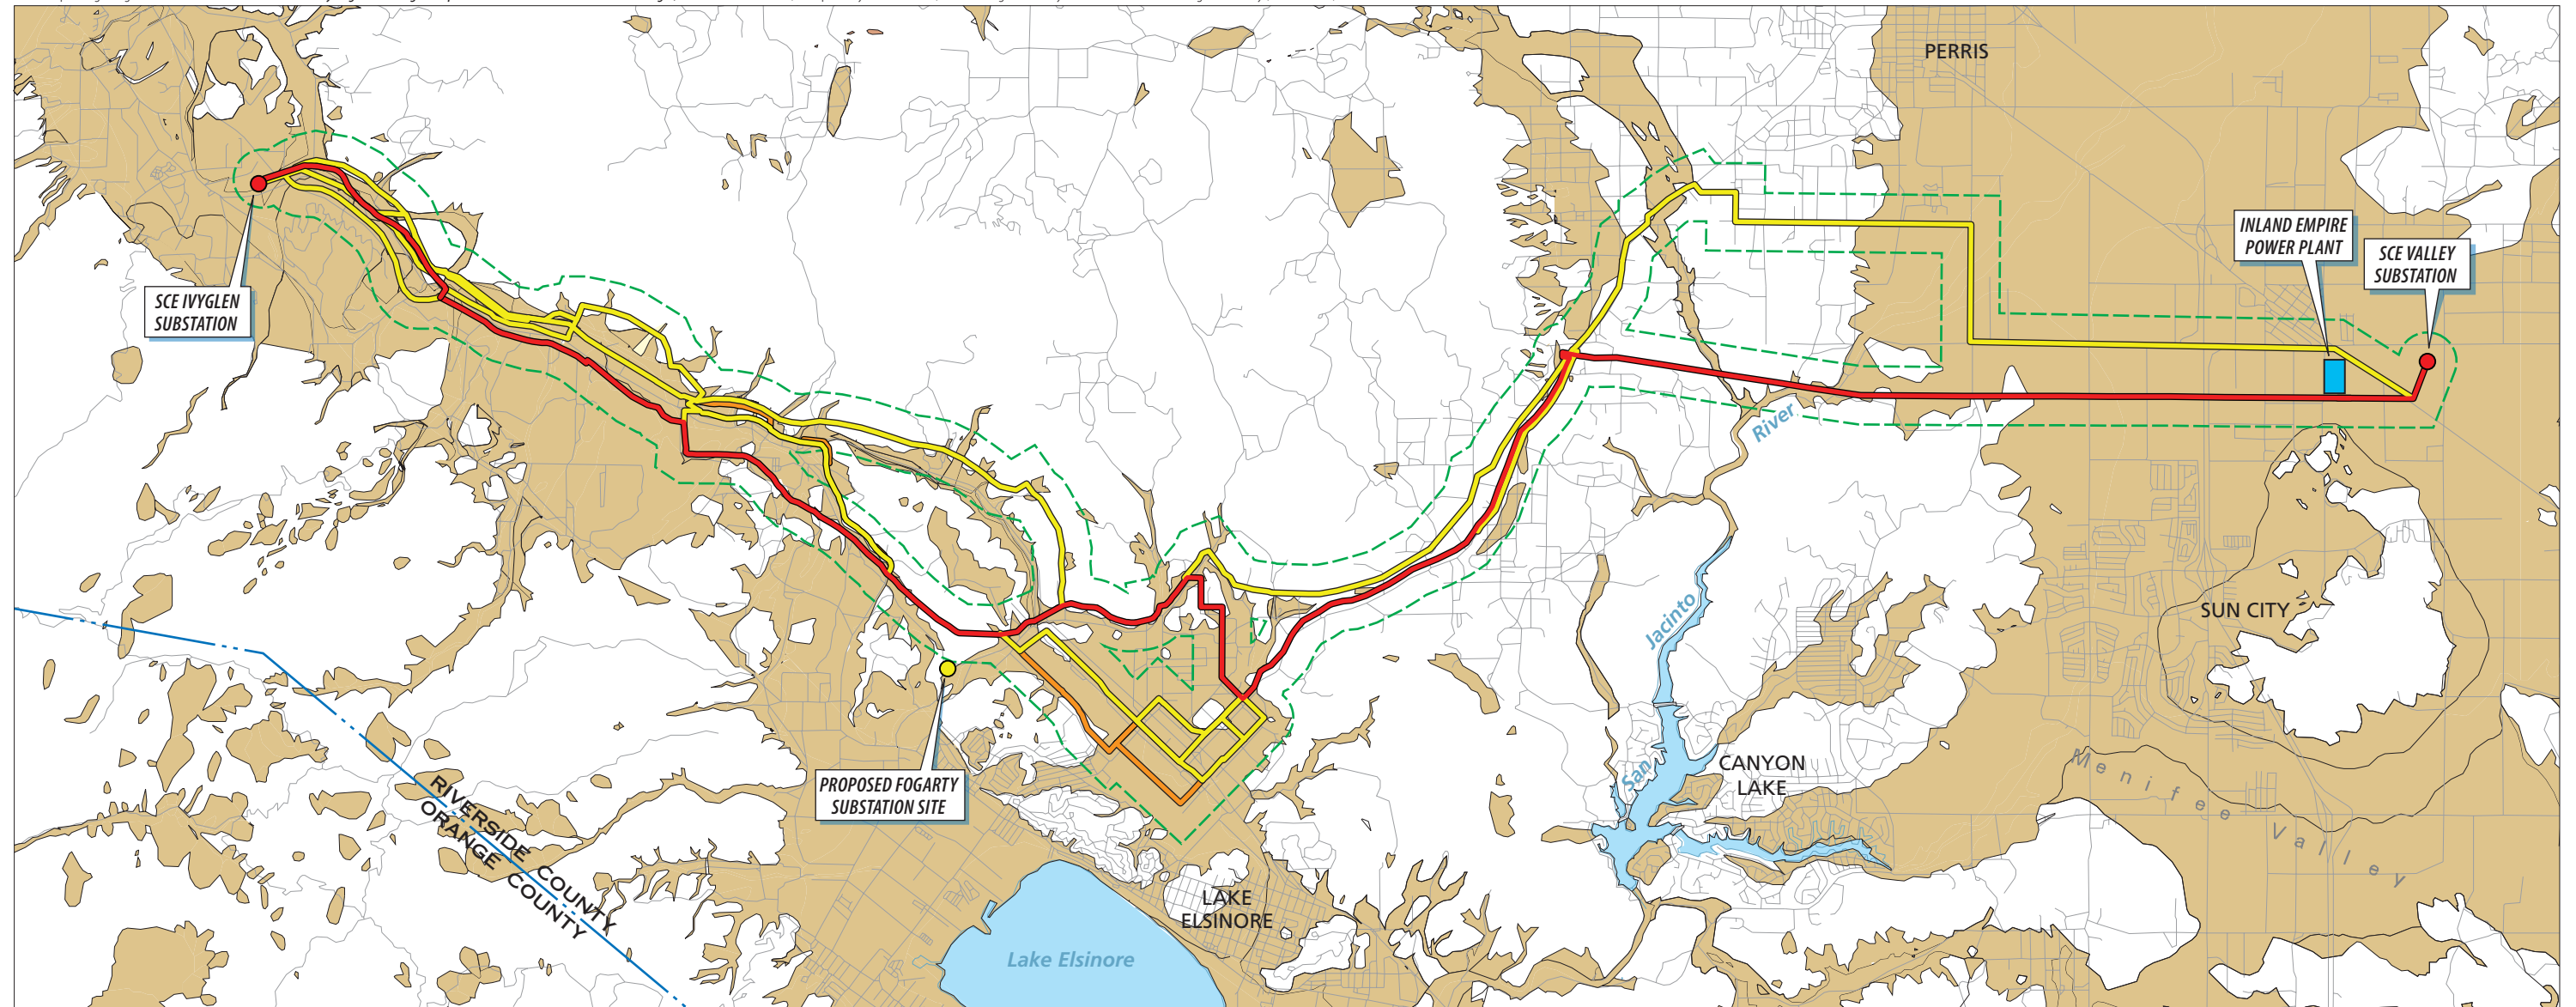 PERRIS
INLAND EMPIRE
POWER PLANT
SCE VALLEY
SUBSTATION
SCE IVYGLEN
SUBSTATION
River
Jacinto
San
SUN CITY
PROPOSED FOGARTY
SUBSTATION SITE
CANYON
LAKE
Menifee Valley
RIVERSIDE COUNTY
ORANGE COUNTY
LAKE
ELSINORE
Lake Elsinore